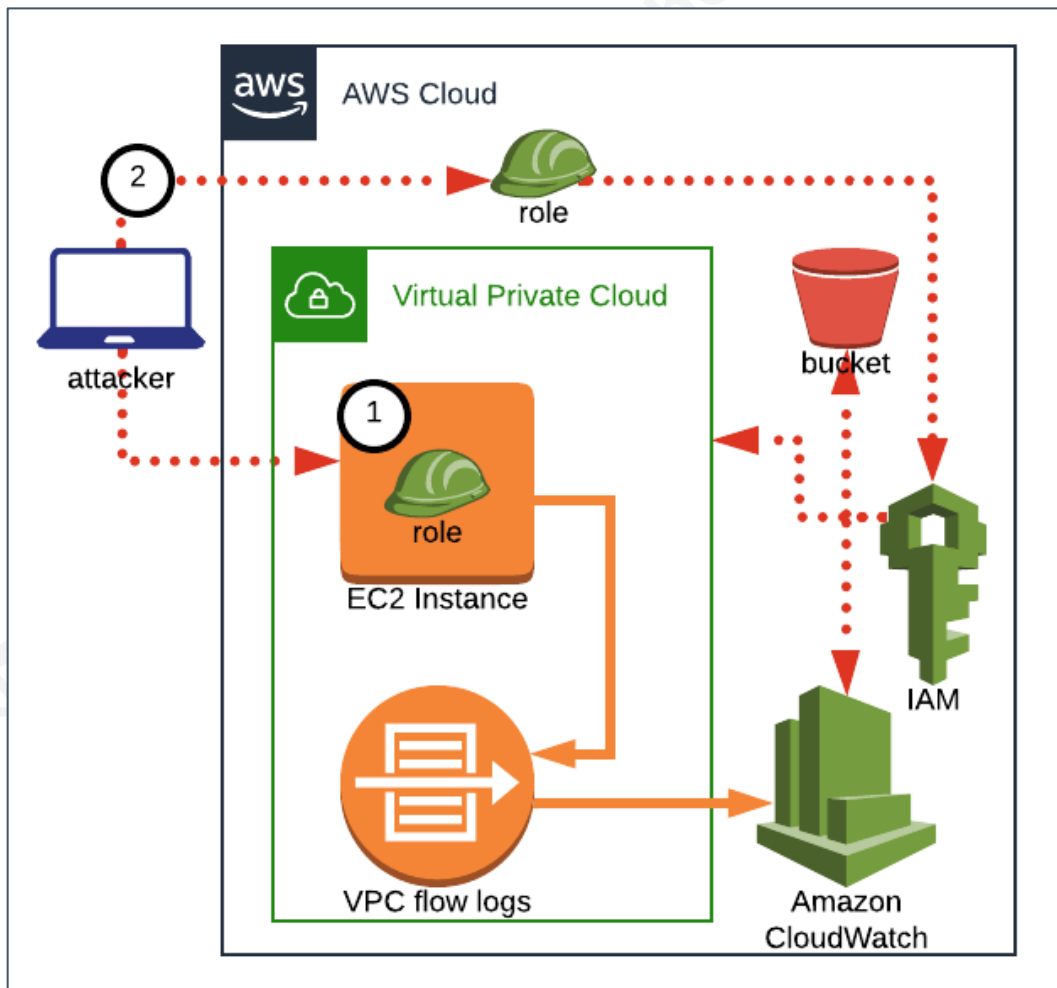 aws
AWS Cloud
2
role
attacker
Virtual Private Cloud
bucket
1
role
EC2 Instance
IAM
VPC flow logs
Amazon
CloudWatch